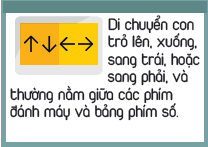 ↑↓←→
Di chuyển con
trỏ lên, xuống,
sang trái, hoặc
sang phải, và
thường nằm giữa các phím
đánh máy và bảng phím số.